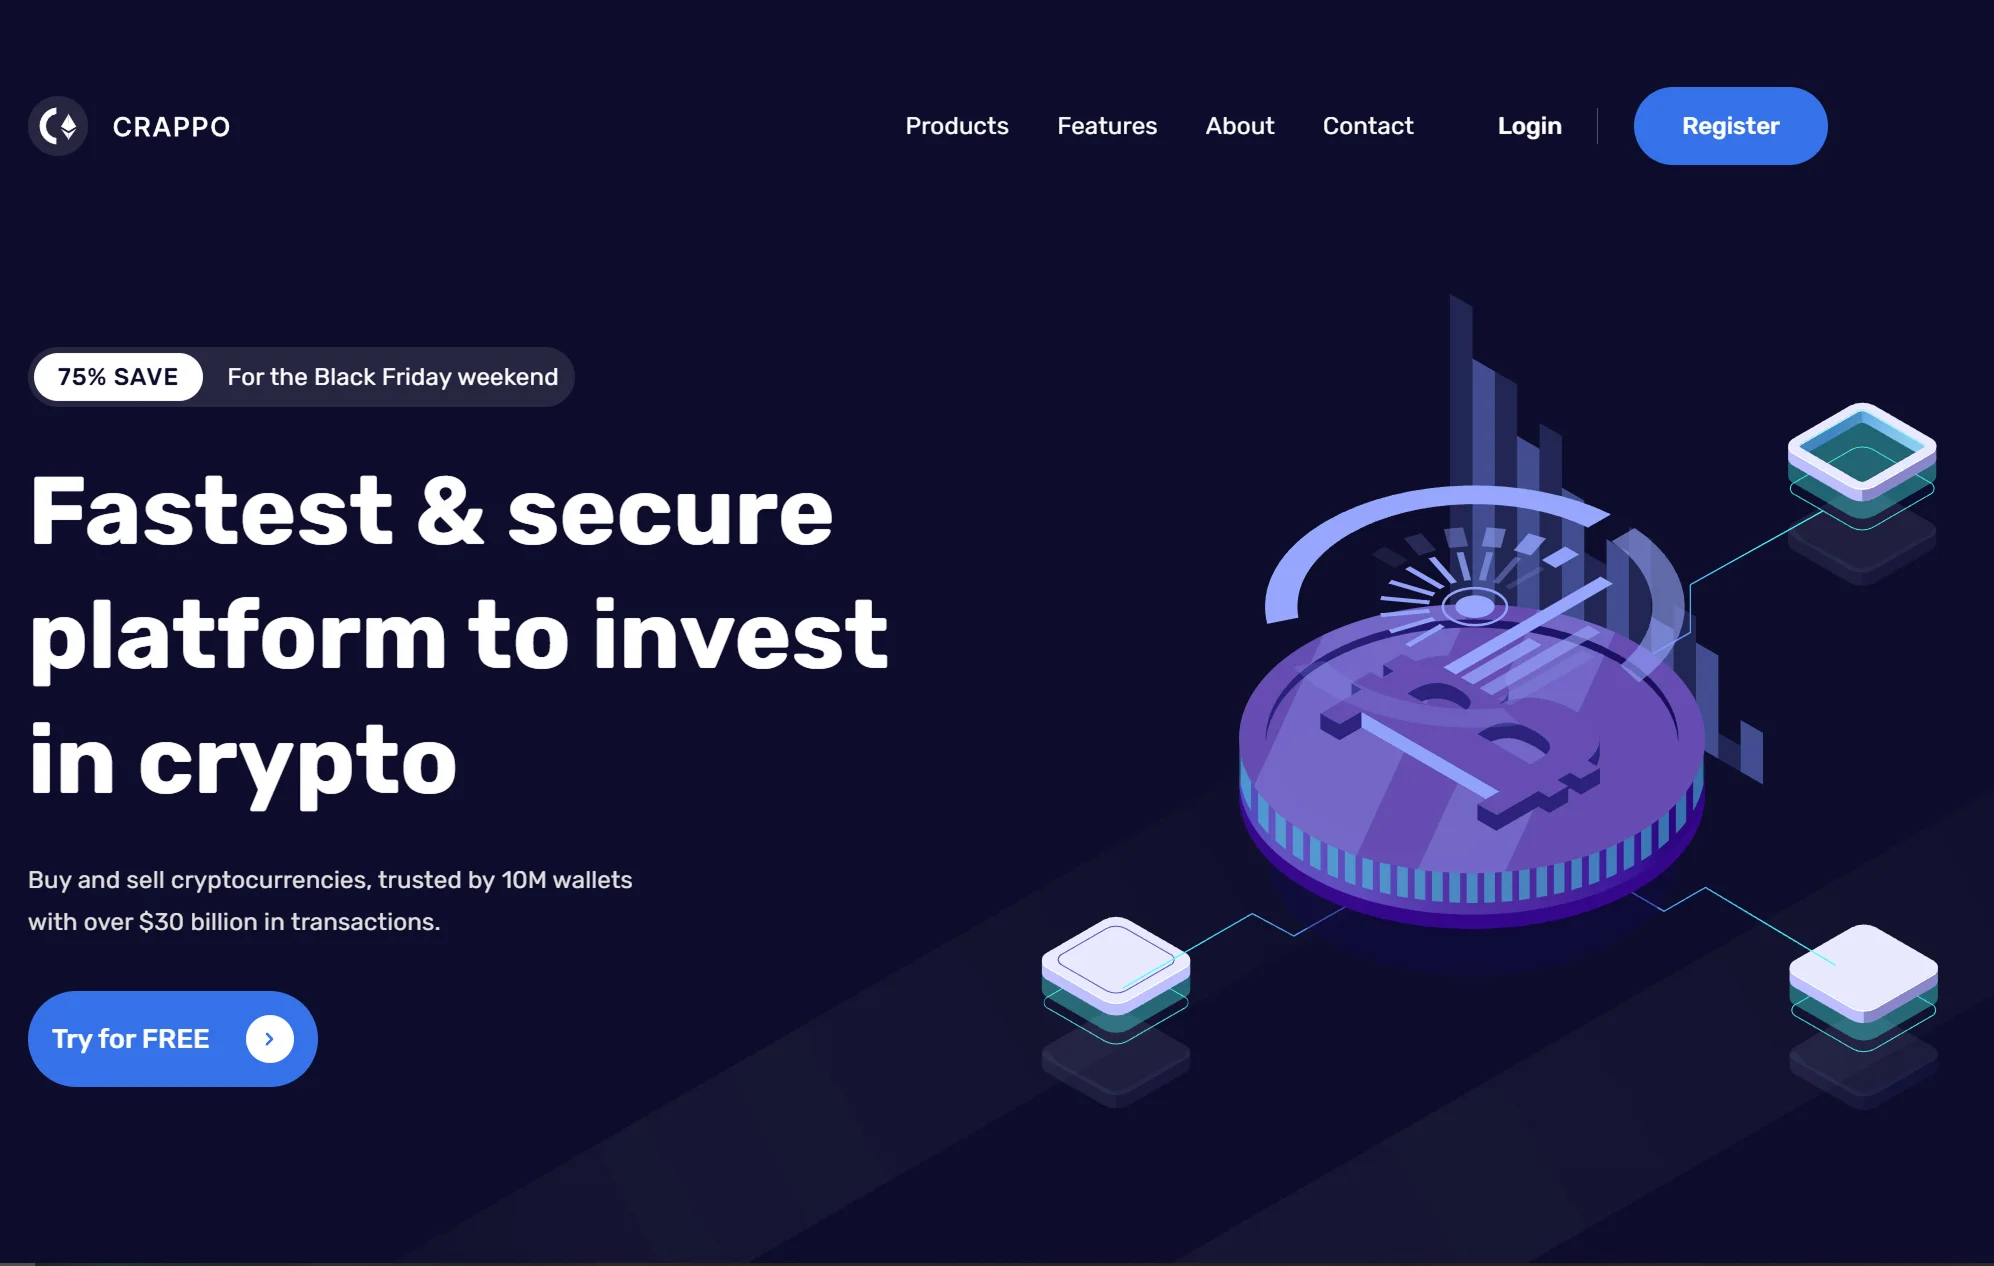 CRAPPO
Products Features About Contact Login Register
75% SAVE For the Black Friday weekend
Fastest & secure
platform to invest
in crypto
Buy and sell cryptocurrencies, trusted by 10M wallets
with over $30 billion in transactions.
Try for FREE